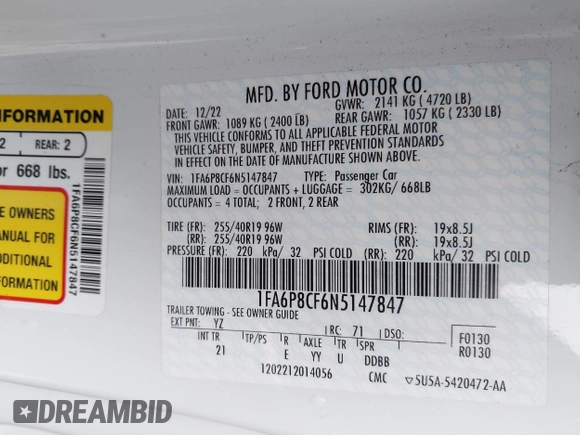 MFD. BY FORD MOTOR CO.
DATE: 12/22 GVWR: 2141 KG ( 4720 LB)
FRONT GAWR: 1089 KG ( 2400 LB) REAR GAWR: 1057 KG ( 2330 LB)
THIS VEHICLE CONFORMS TO ALL APPLICABLE FEDERAL MOTOR
VEHICLE SAFETY, BUMPER, AND THEFT PREVENTION STANDARDS
IN EFFECT ON THE DATE OF MANUFACTURE SHOWN ABOVE.
VIN: 1FA6P8CF6N5147847 TYPE: Passenger Car
MAXIMUM LOAD = OCCUPANTS + LUGGAGE = 302KG/ 668LB
OCCUPANTS = 4 TOTAL; 2 FRONT, 2 REAR
TIRE (FR): 255/40R19 96W RIMS (FR): 19x8.5J
(RR): 255/40R19 96W (RR): 19x8.5J
PRESSURE (FR): 220 kPa/ 32 PSI COLD (RR): 220 kPa/ 32 PSI COLD
1FA6P8CF6N5147847
TRAILER TOWING - SEE OWNER GUIDE
EXT PNT: YZ RC: 71 DSO: F0130
R0130
INT TR TP/PS R AXLE TR SPR
21 E YY U DDBB
1202212014056 CMC 5U5A-5420472-AA
INFORMATION
2 REAR: 2
or 668 lbs.
E OWNERS
ANUAL FOR
DDITIONAL
FORMATION
1FA6P8CF6N5147847
DREAMBID